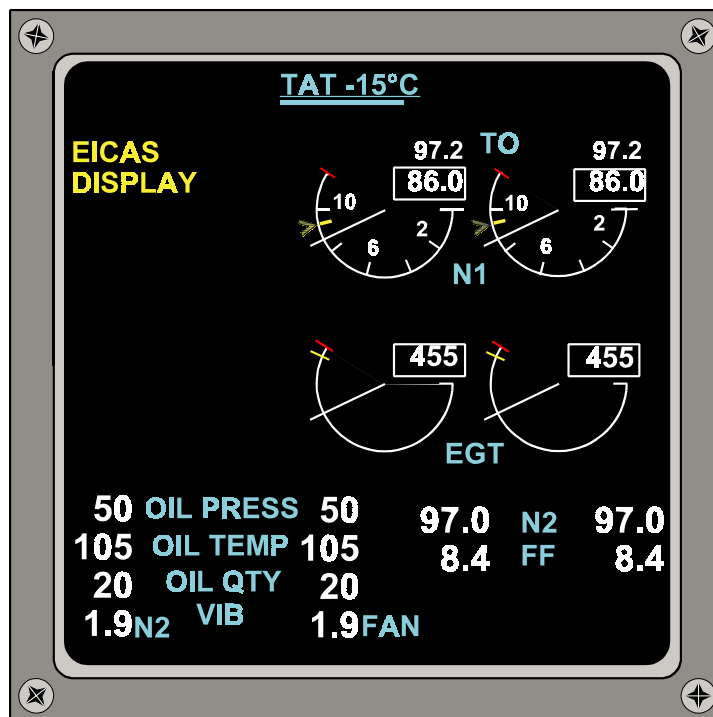 TAT -15°C
EICAS
DISPLAY
97.2 TO 97.2
86.0 86.0
10 2 10 2
6 6
N1
455 455
EGT
50 OIL PRESS 50 97.0 N2 97.0
105 OIL TEMP 105 8.4 FF 8.4
20 OIL QTY 20
1.9 N2 VIB 1.9 FAN